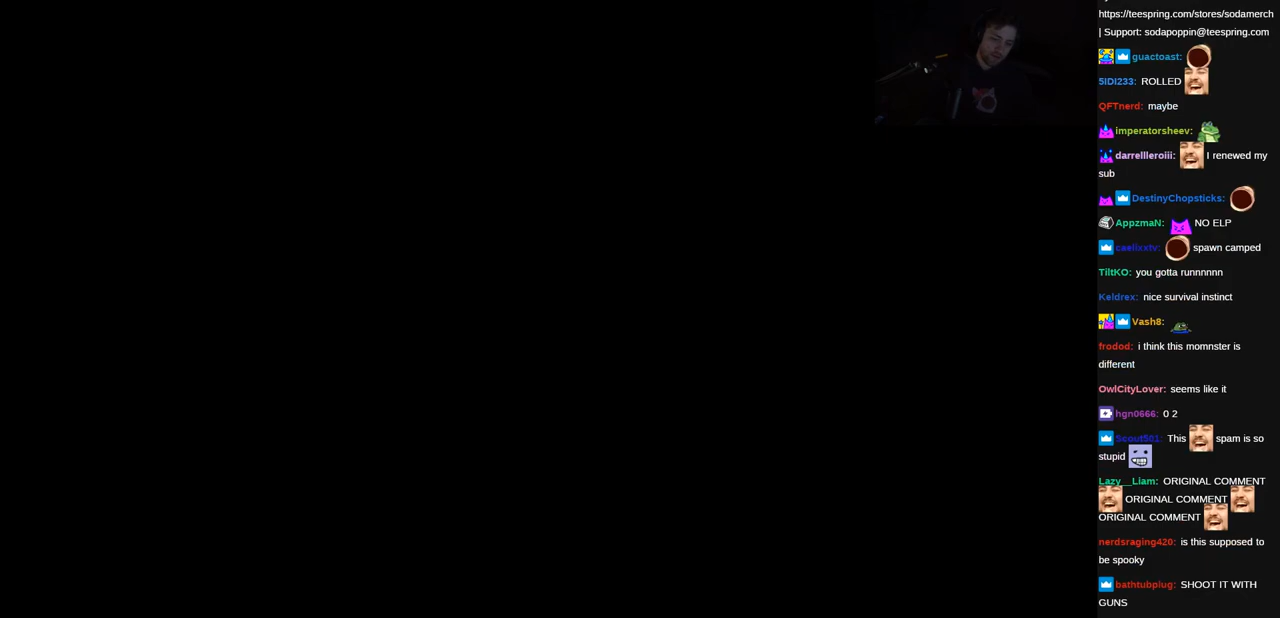 https://teespring.com/stores/sodamerch
| Support: sodapoppin@teespring.com
guactoast:
5IDI233: ROLLED
QFTnerd: maybe
imperatorsheev:
darrellleroiii: I renewed my
sub
DestinyChopsticks:
AppzmaN: NO ELP
caelixxtv: spawn camped
TiltKO: you gotta runnnnnn
Keldrex: nice survival instinct
Vash8:
frodod: i think this momnster is
different
OwlCityLover: seems like it
hgn0666: 0 2
Scout501: This spam is so
stupid
Lazy__Liam: ORIGINAL COMMENT
ORIGINAL COMMENT
ORIGINAL COMMENT
nerdsraging420: is this supposed to
be spooky
bathtubplug: SHOOT IT WITH
GUNS